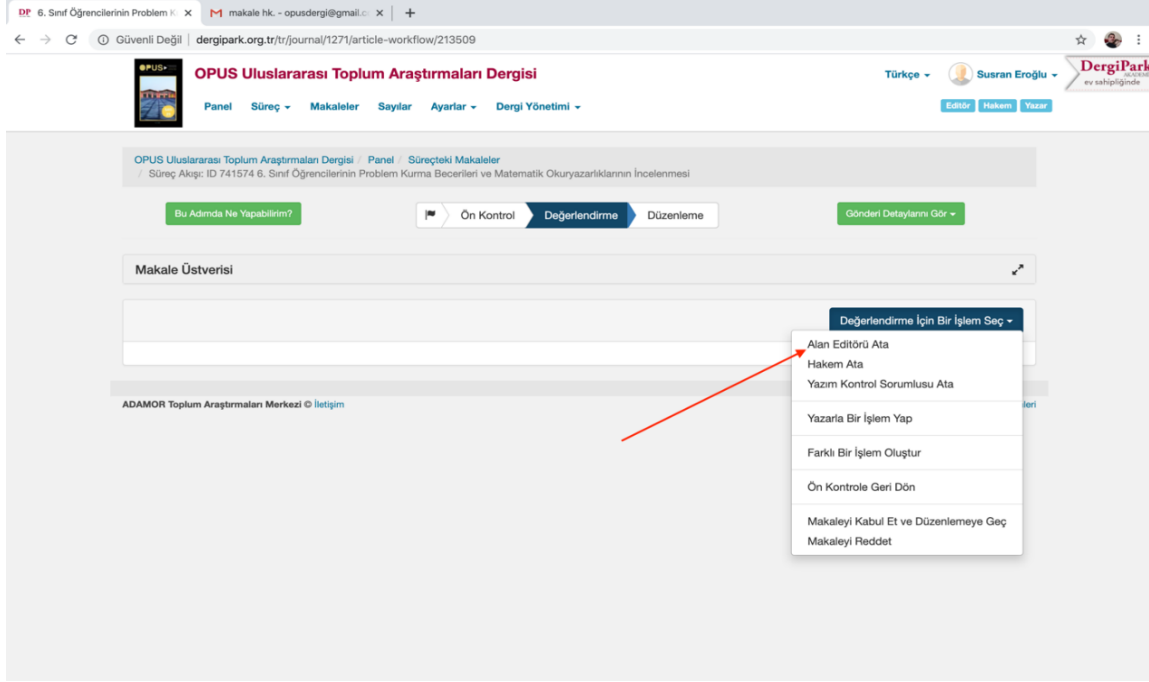 DP 6. Sınıf Öğrencilerinin Problem K
makale hk. - opusdergi@gmail.c
Güvenli Değil | dergipark.org.tr/tr/journal/1271/article-workflow/213509
OPUS
OPUS Uluslararası Toplum Araştırmaları Dergisi
Türkçe
Susran Eroğlu
DergiPark
AKADEMİK
ev sahipliğinde
Panel Süreç Makaleler Sayılar Ayarlar Dergi Yönetimi
Editör Hakem Yazar
OPUS Uluslararası Toplum Araştırmaları Dergisi / Panel / Süreçteki Makaleler
/ Süreç Akışı: ID 741574 6. Sınıf Öğrencilerinin Problem Kurma Becerileri ve Matematik Okuryazarlıklarının İncelenmesi
Bu Adımda Ne Yapabilirim?
Ön Kontrol Değerlendirme Düzenleme
Gönderi Detaylarını Gör
Makale Üstverisi
Değerlendirme İçin Bir İşlem Seç
Alan Editörü Ata
Hakem Ata
Yazım Kontrol Sorumlusu Ata
Yazarla Bir İşlem Yap
Farklı Bir İşlem Oluştur
Ön Kontrole Geri Dön
Makaleyi Kabul Et ve Düzenlemeye Geç
Makaleyi Reddet
ADAMOR Toplum Araştırmaları Merkezi © İletişim
leri